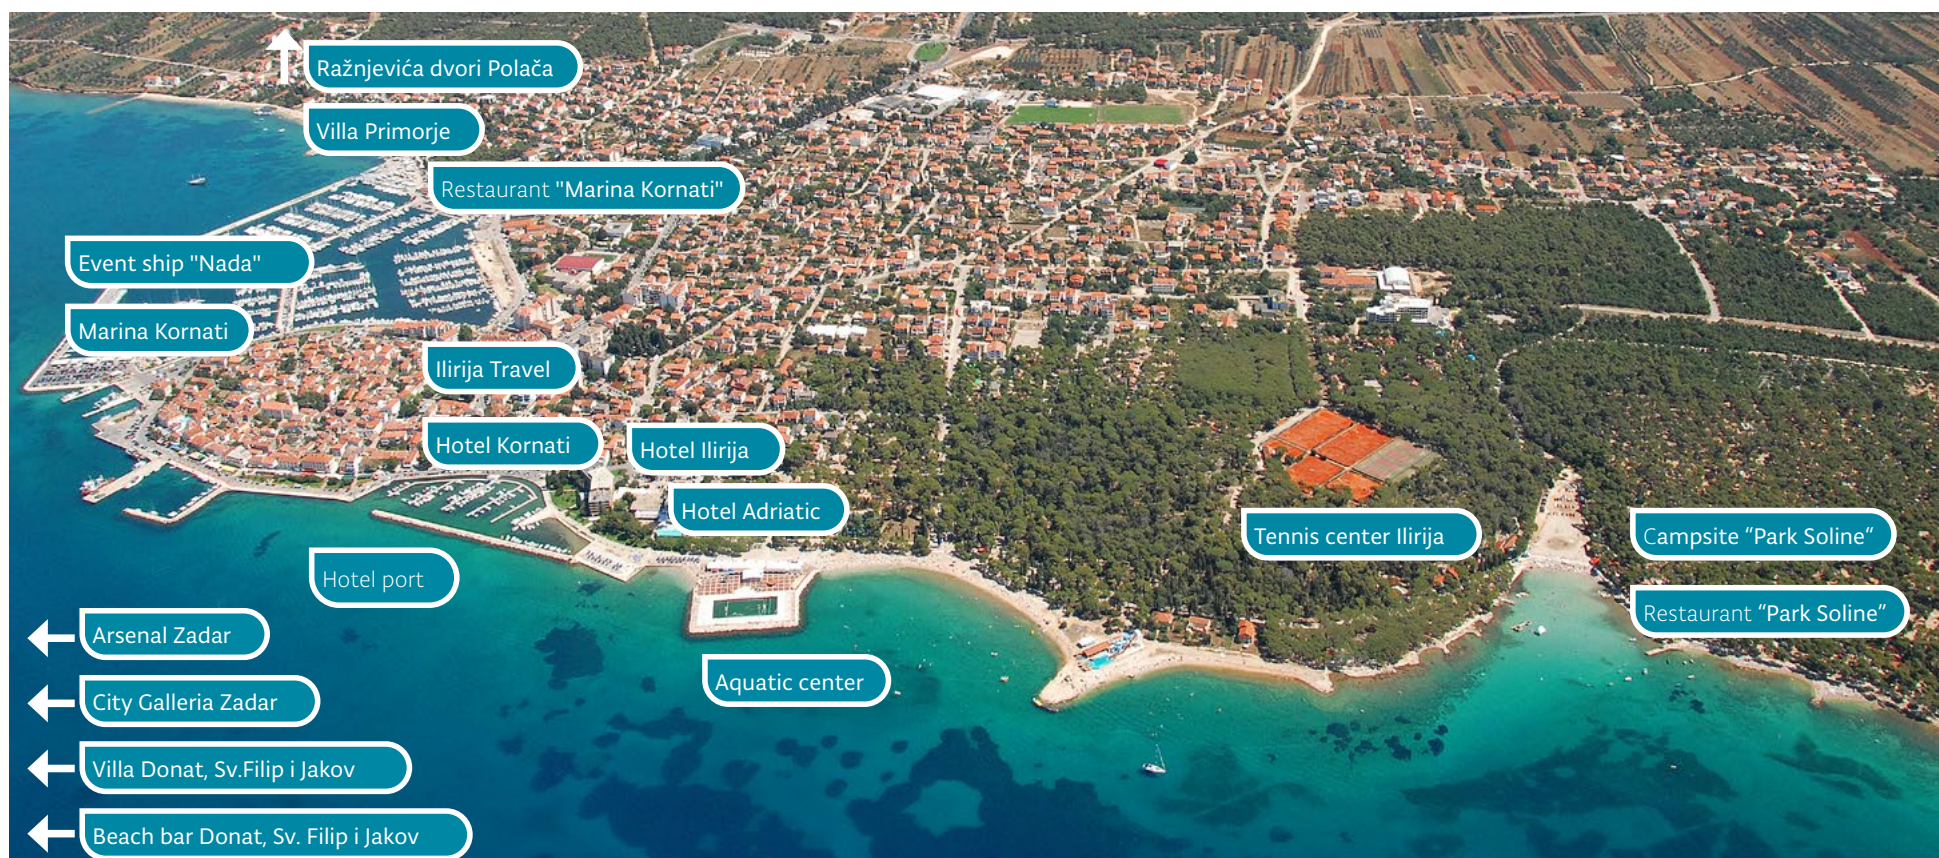 Ražnjevića dvori Polača
Villa Primorje
Restaurant "Marina Kornati"
Event ship "Nada"
Marina Kornati
Ilirija Travel
Hotel Kornati
Hotel Ilirija
Hotel Adriatic
Tennis center Ilirija
Campsite “Park Soline“
Hotel port
Restaurant “Park Soline”
Arsenal Zadar
Aquatic center
City Galleria Zadar
Villa Donat, Sv.Filip i Jakov
Beach bar Donat, Sv. Filip i Jakov